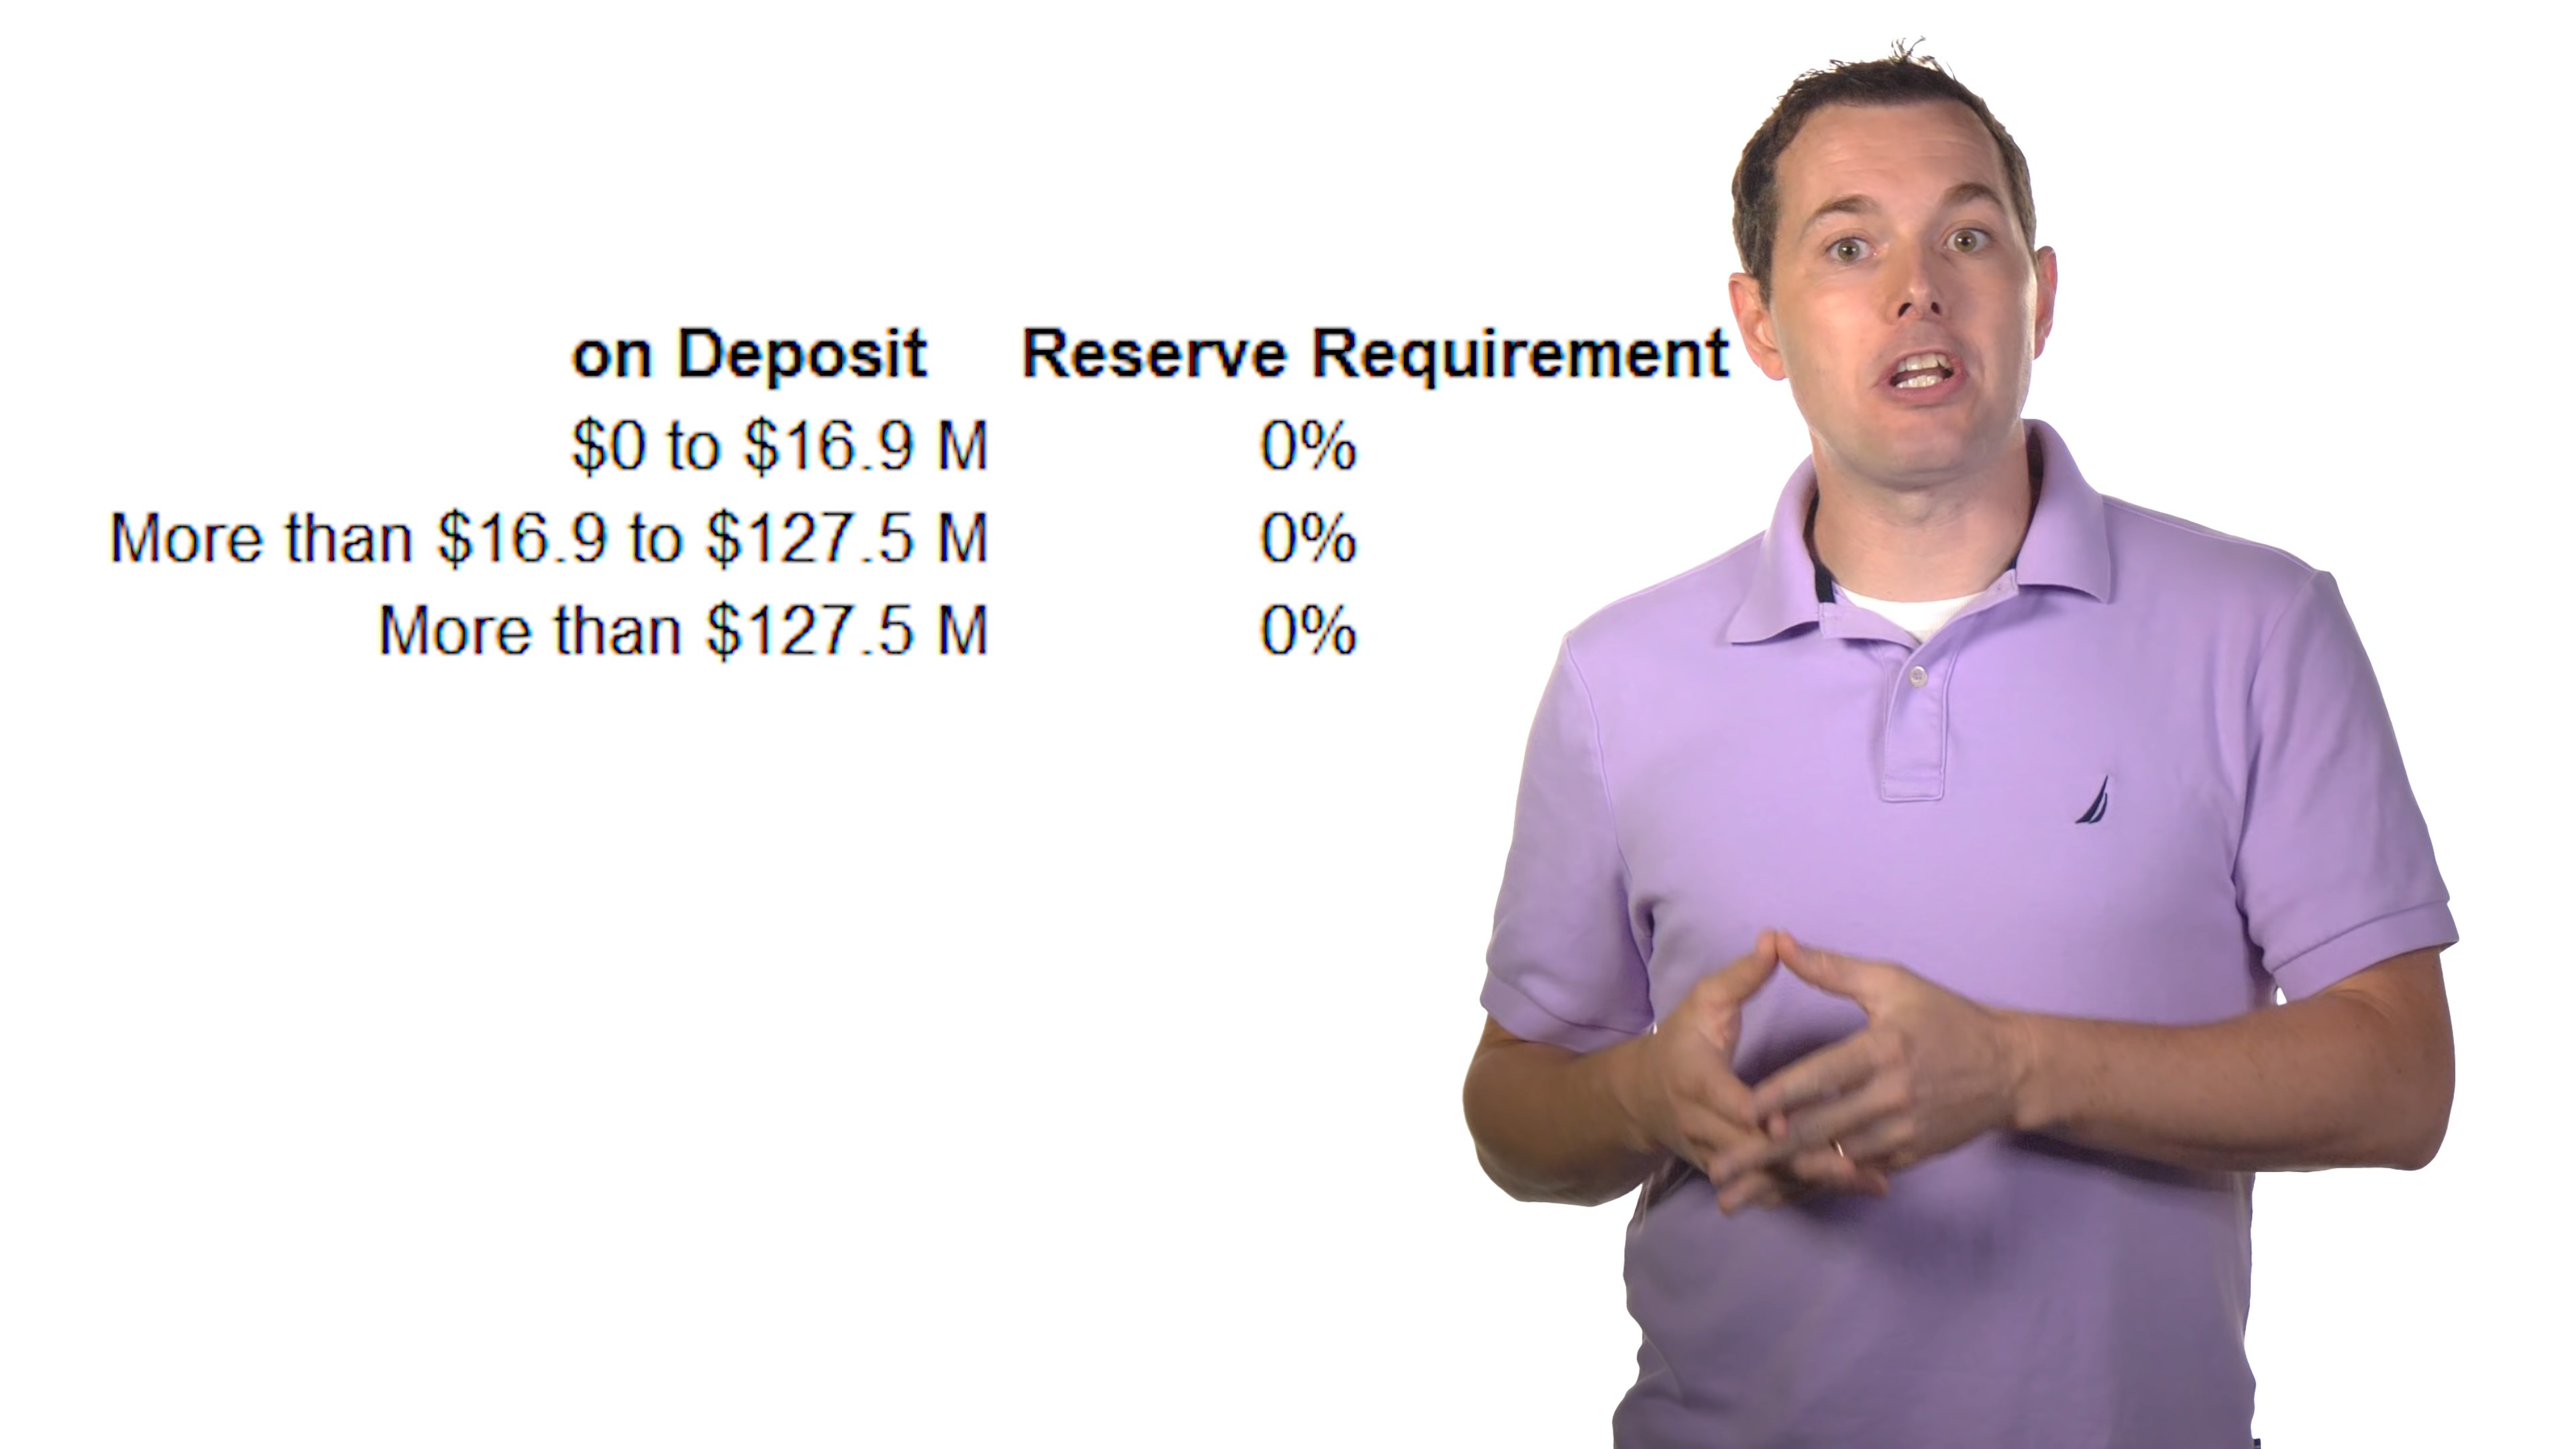 on Deposit Reserve Requirement
$0 to $16.9 M 0%
More than $16.9 to $127.5 M 0%
More than $127.5 M 0%